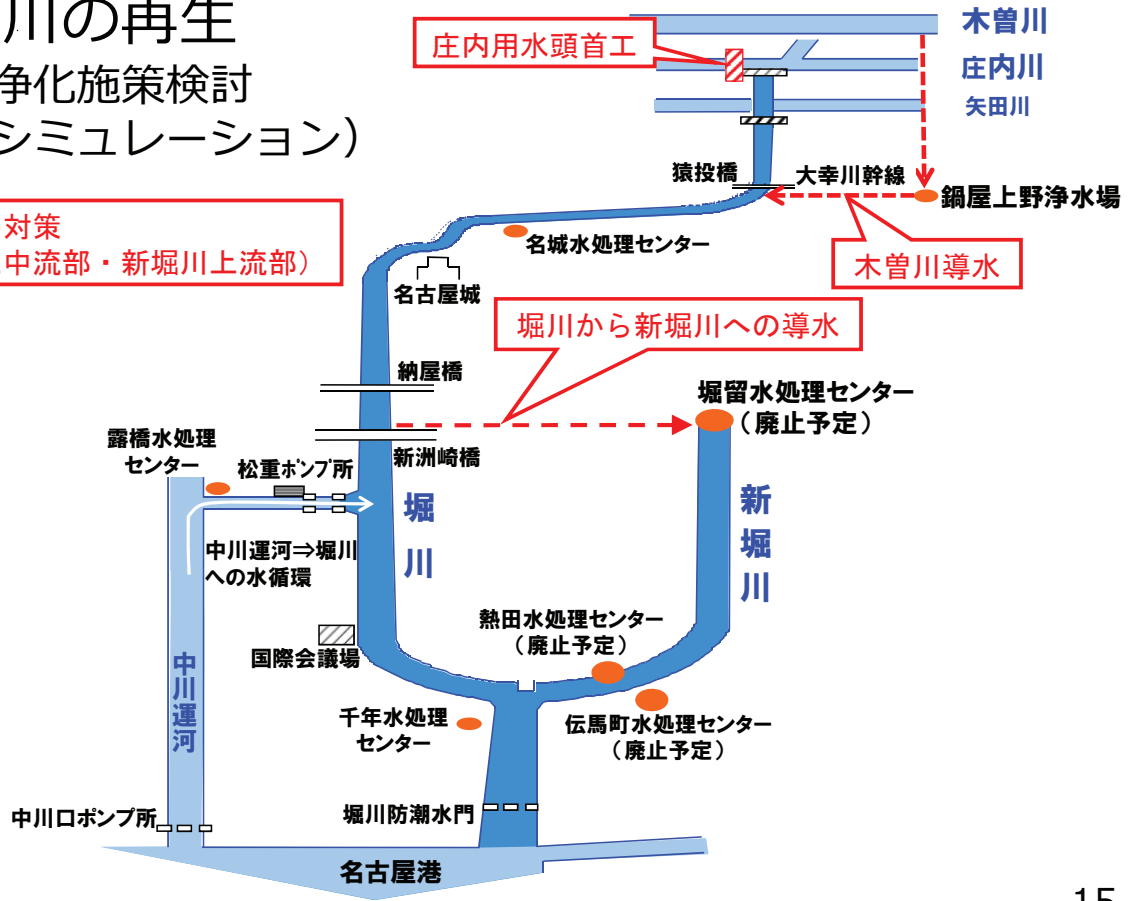 川の再生
浄化施策検討
シミュレーション）
対策
中流部・新堀川上流部）
庄内用水頭首工
木曽川
庄内川
矢田川
猿投橋
大幸川幹線
鍋屋上野浄水場
木曽川導水
名城水処理センター
名古屋城
堀川から新堀川への導水
納屋橋
堀留水処理センター
（廃止予定）
新洲崎橋
露橋水処理
センター
松重ポンプ所
堀川
新堀川
中川運河⇒堀川
への水循環
国際会議場
熱田水処理センター
（廃止予定）
中川運河
千年水処理
センター
伝馬町水処理センター
（廃止予定）
中川口ポンプ所
堀川防潮水門
名古屋港
15